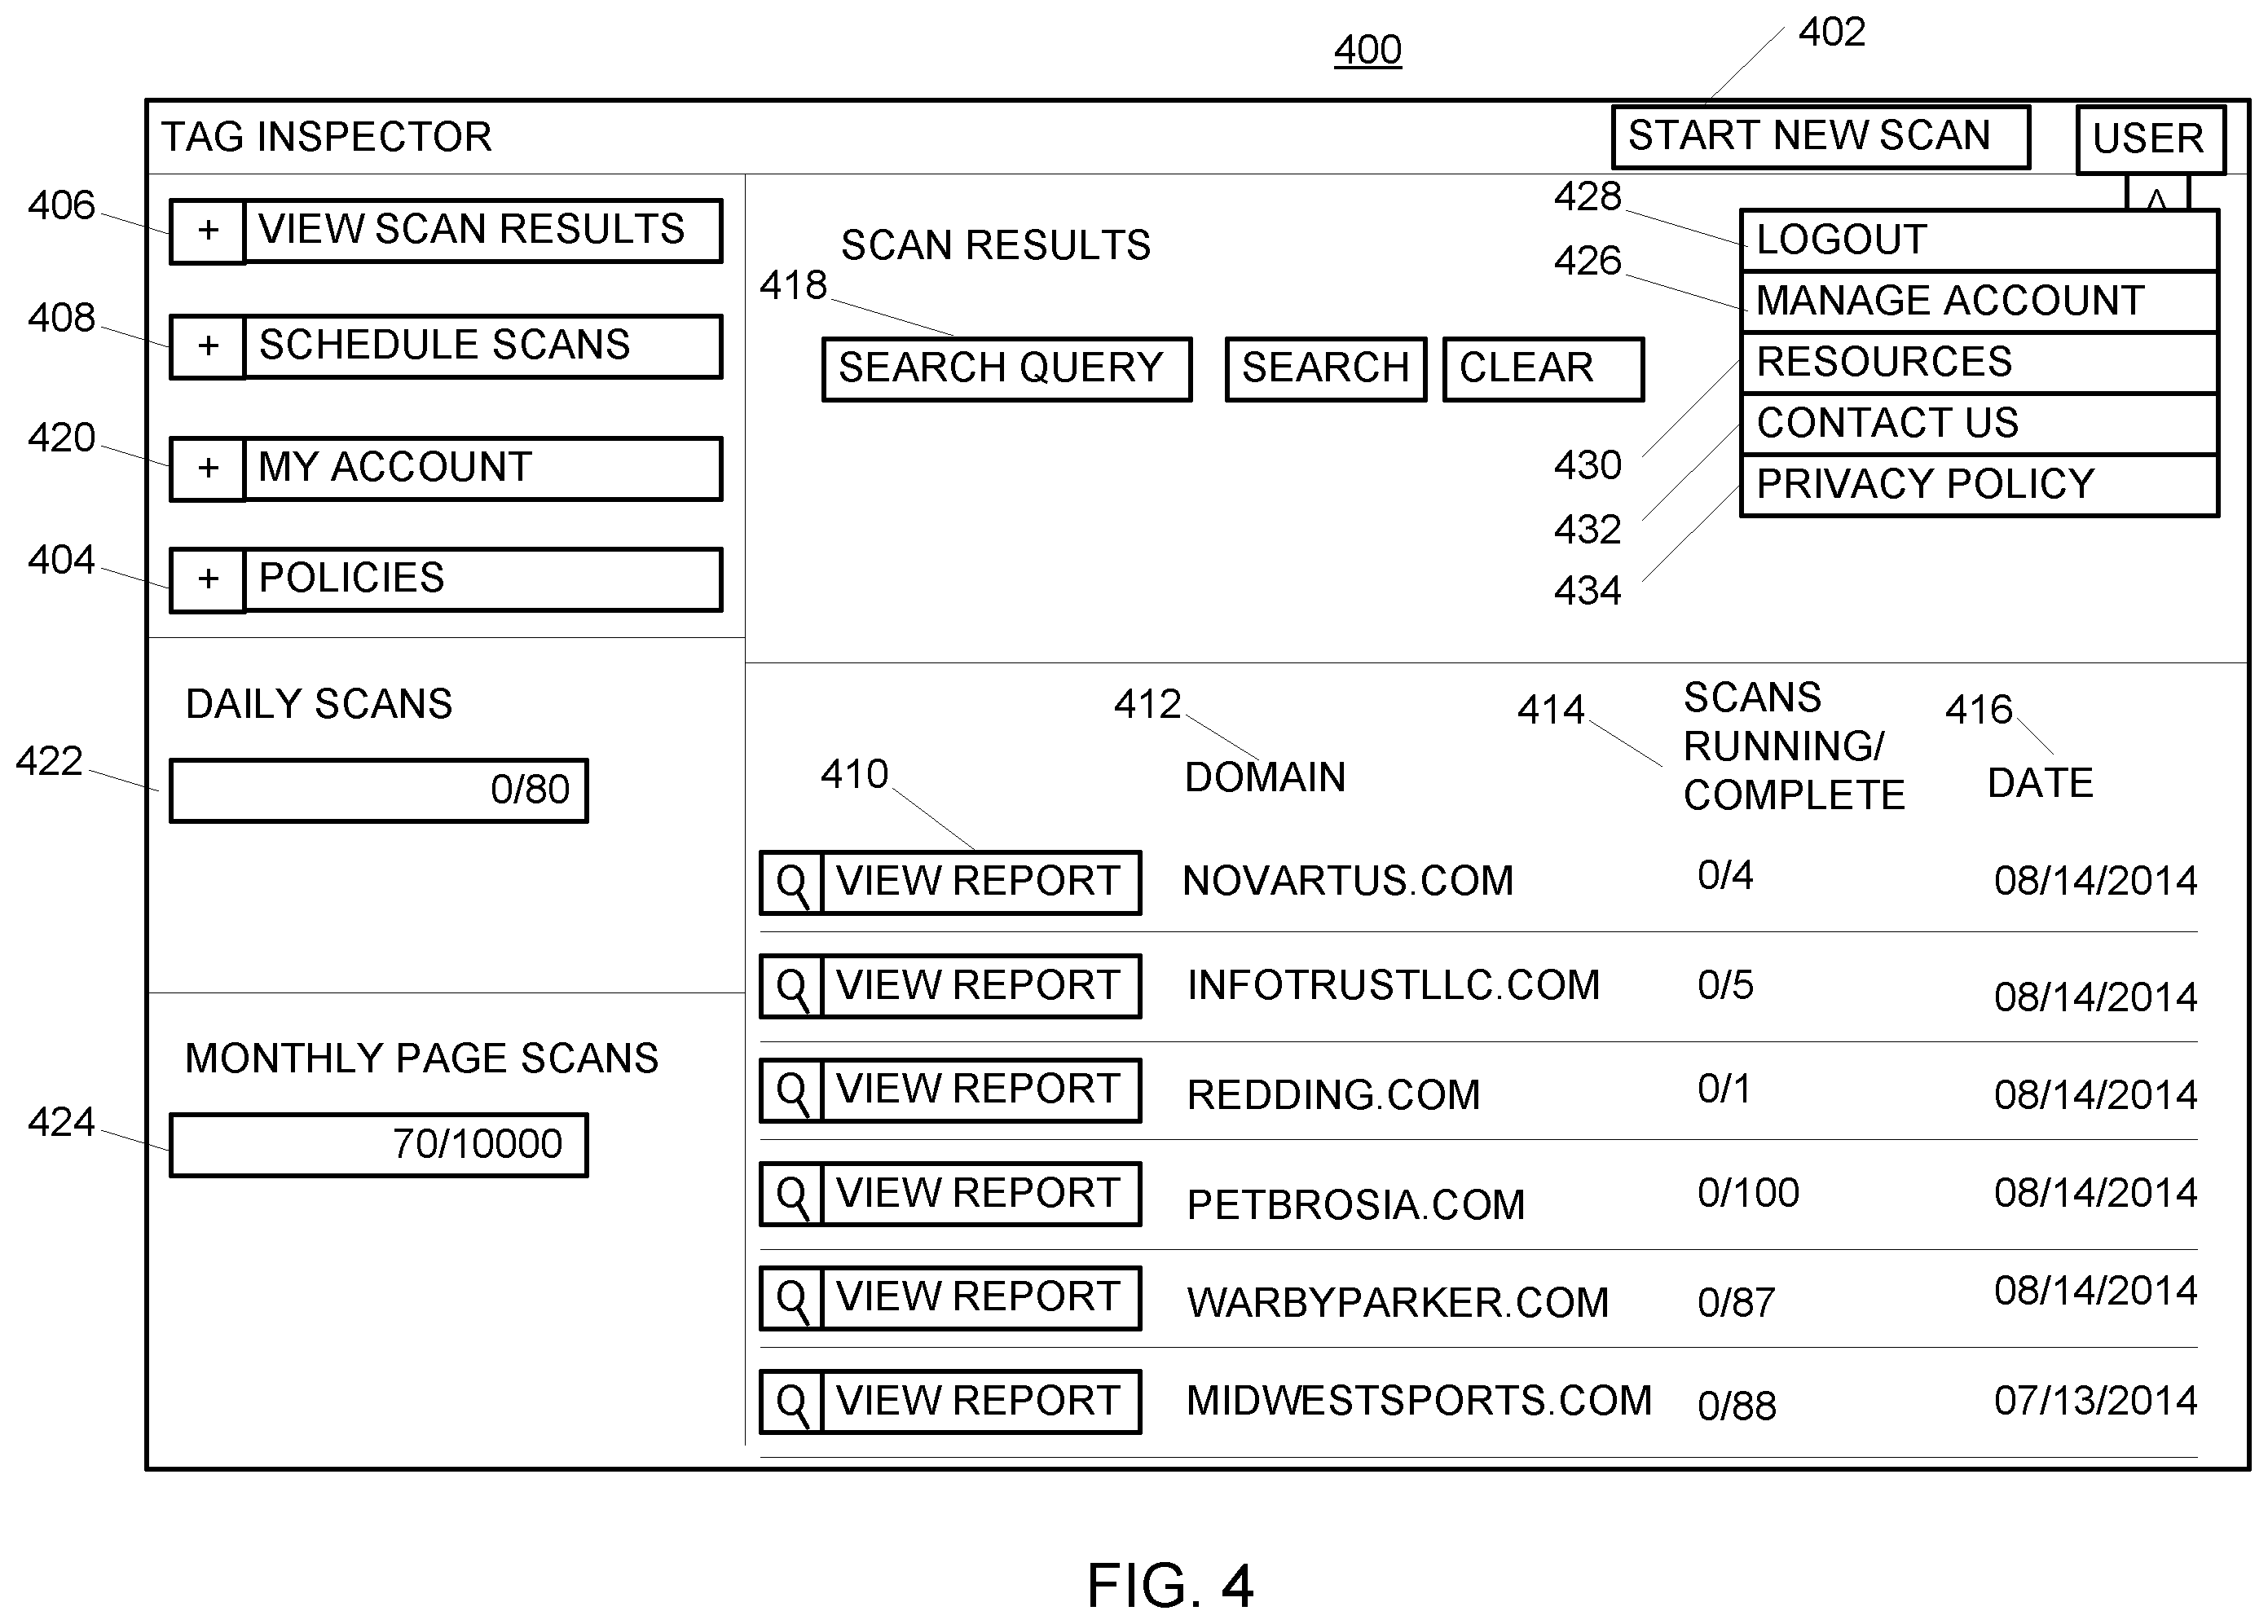 400
402
TAG INSPECTOR
START NEW SCAN
USER
^
406
+ VIEW SCAN RESULTS
408
+ SCHEDULE SCANS
420
+ MY ACCOUNT
404
+ POLICIES
SCAN RESULTS
418
SEARCH QUERY
SEARCH
CLEAR
428
LOGOUT
426
MANAGE ACCOUNT
RESOURCES
430
CONTACT US
432
PRIVACY POLICY
434
DAILY SCANS
422
0/80
MONTHLY PAGE SCANS
424
70/10000
410
412
DOMAIN
414
SCANS
RUNNING/
COMPLETE
416
DATE
VIEW REPORT NOVARTUS.COM 0/4 08/14/2014
VIEW REPORT INFOTRUSTLLC.COM 0/5 08/14/2014
VIEW REPORT REDDING.COM 0/1 08/14/2014
VIEW REPORT PETBROSIA.COM 0/100 08/14/2014
VIEW REPORT WARBYPARKER.COM 0/87 08/14/2014
VIEW REPORT MIDWESTSPORTS.COM 0/88 07/13/2014
FIG. 4